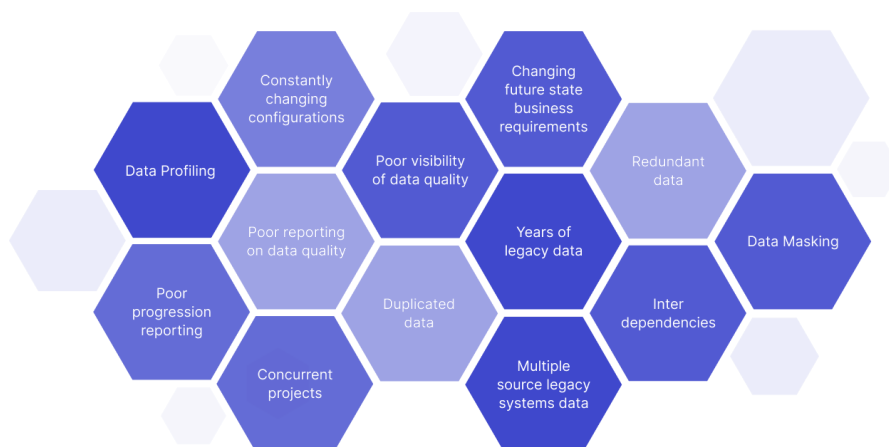 Constantly
changing
configurations
Changing
future state
business
requirements
Data Profiling
Poor visibility
of data quality
Redundant
data
Poor reporting
on data quality
Years of
legacy data
Data Masking
Poor
progression
reporting
Duplicated
data
Inter
dependencies
Concurrent
projects
Multiple
source legacy
systems data